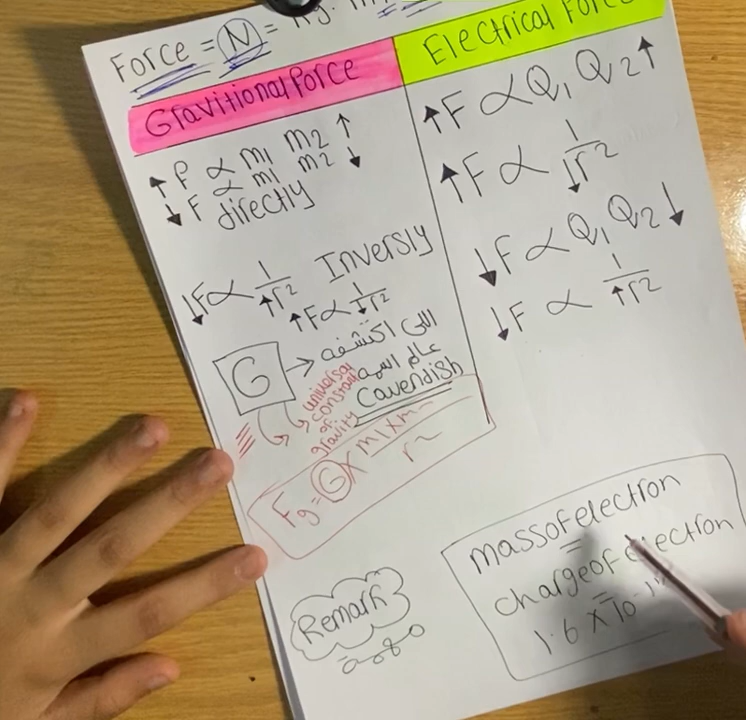 Force = N = Kg.
Gravitional Force
↑ F ∝ m1 m2 ↑
↓ F ∝ m1 m2 ↓
directly
↓F ∝ 1/↑r² Inversly
↑F ∝ 1/↓r²
G → اللي اكتشفه
عالم اسمه
Cavendish
universal
constant
of
gravity
Fg = G × m1 × m
r²
Electrical Force
↑F ∝ Q1 Q2↑
↑F ∝ 1/↓r²
↓F ∝ Q1 Q2↓
↓F ∝ 1/↑r²
Remark
mass of electron
=
charge of electron
=
1.6 × 10